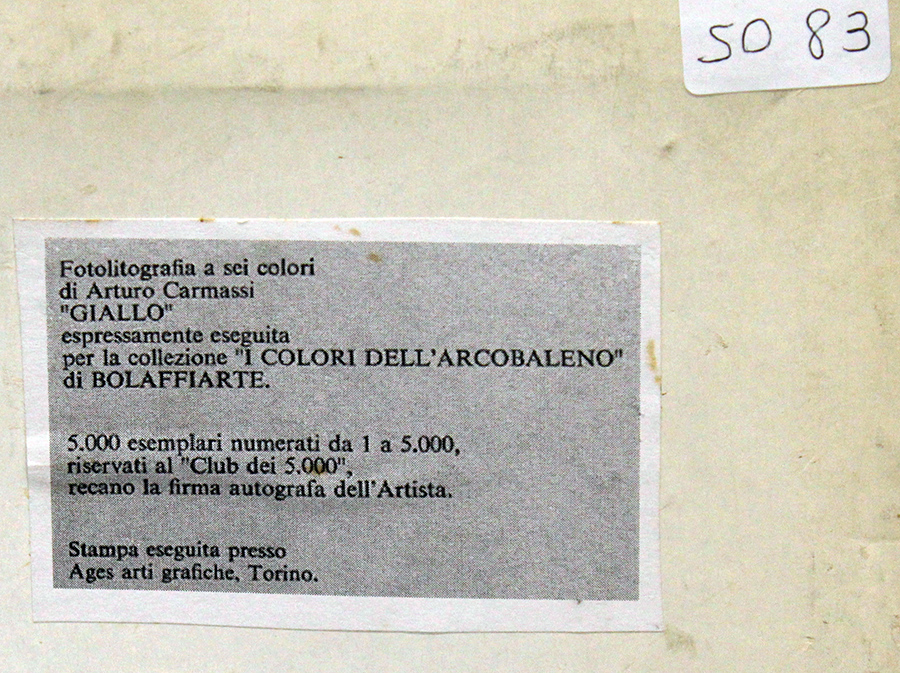 50 83
Fotolitografia a sei colori
di Arturo Carmassi
"GIALLO"
espressamente eseguita
per la collezione "I COLORI DELL'ARCOBALENO"
di BOLAFFIARTE.
5.000 esemplari numerati da 1 a 5.000,
riservati al "Club dei 5.000",
recano la firma autografa dell'Artista.
Stampa eseguita presso
Ages arti grafiche, Torino.